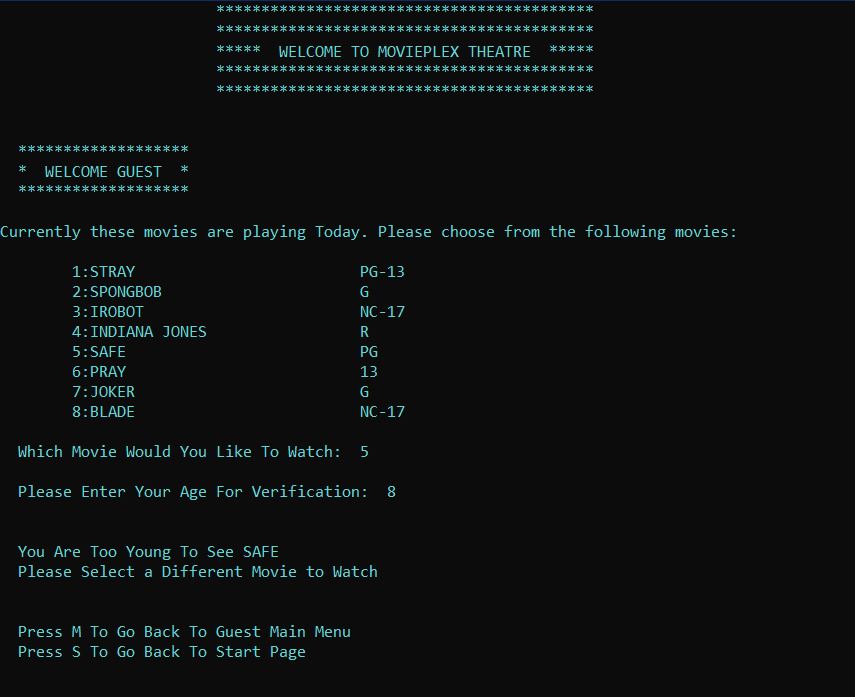 ******************************************
******************************************
*****  WELCOME TO MOVIEPLEX THEATRE  *****
******************************************
******************************************
*******************
*  WELCOME GUEST  *
*******************
Currently these movies are playing Today. Please choose from the following movies:
1:STRAY PG-13
2:SPONGBOB G
3:IROBOT NC-17
4:INDIANA JONES R
5:SAFE PG
6:PRAY 13
7:JOKER G
8:BLADE NC-17
Which Movie Would You Like To Watch:  5
Please Enter Your Age For Verification:  8
You Are Too Young To See SAFE
Please Select a Different Movie to Watch
Press M To Go Back To Guest Main Menu
Press S To Go Back To Start Page